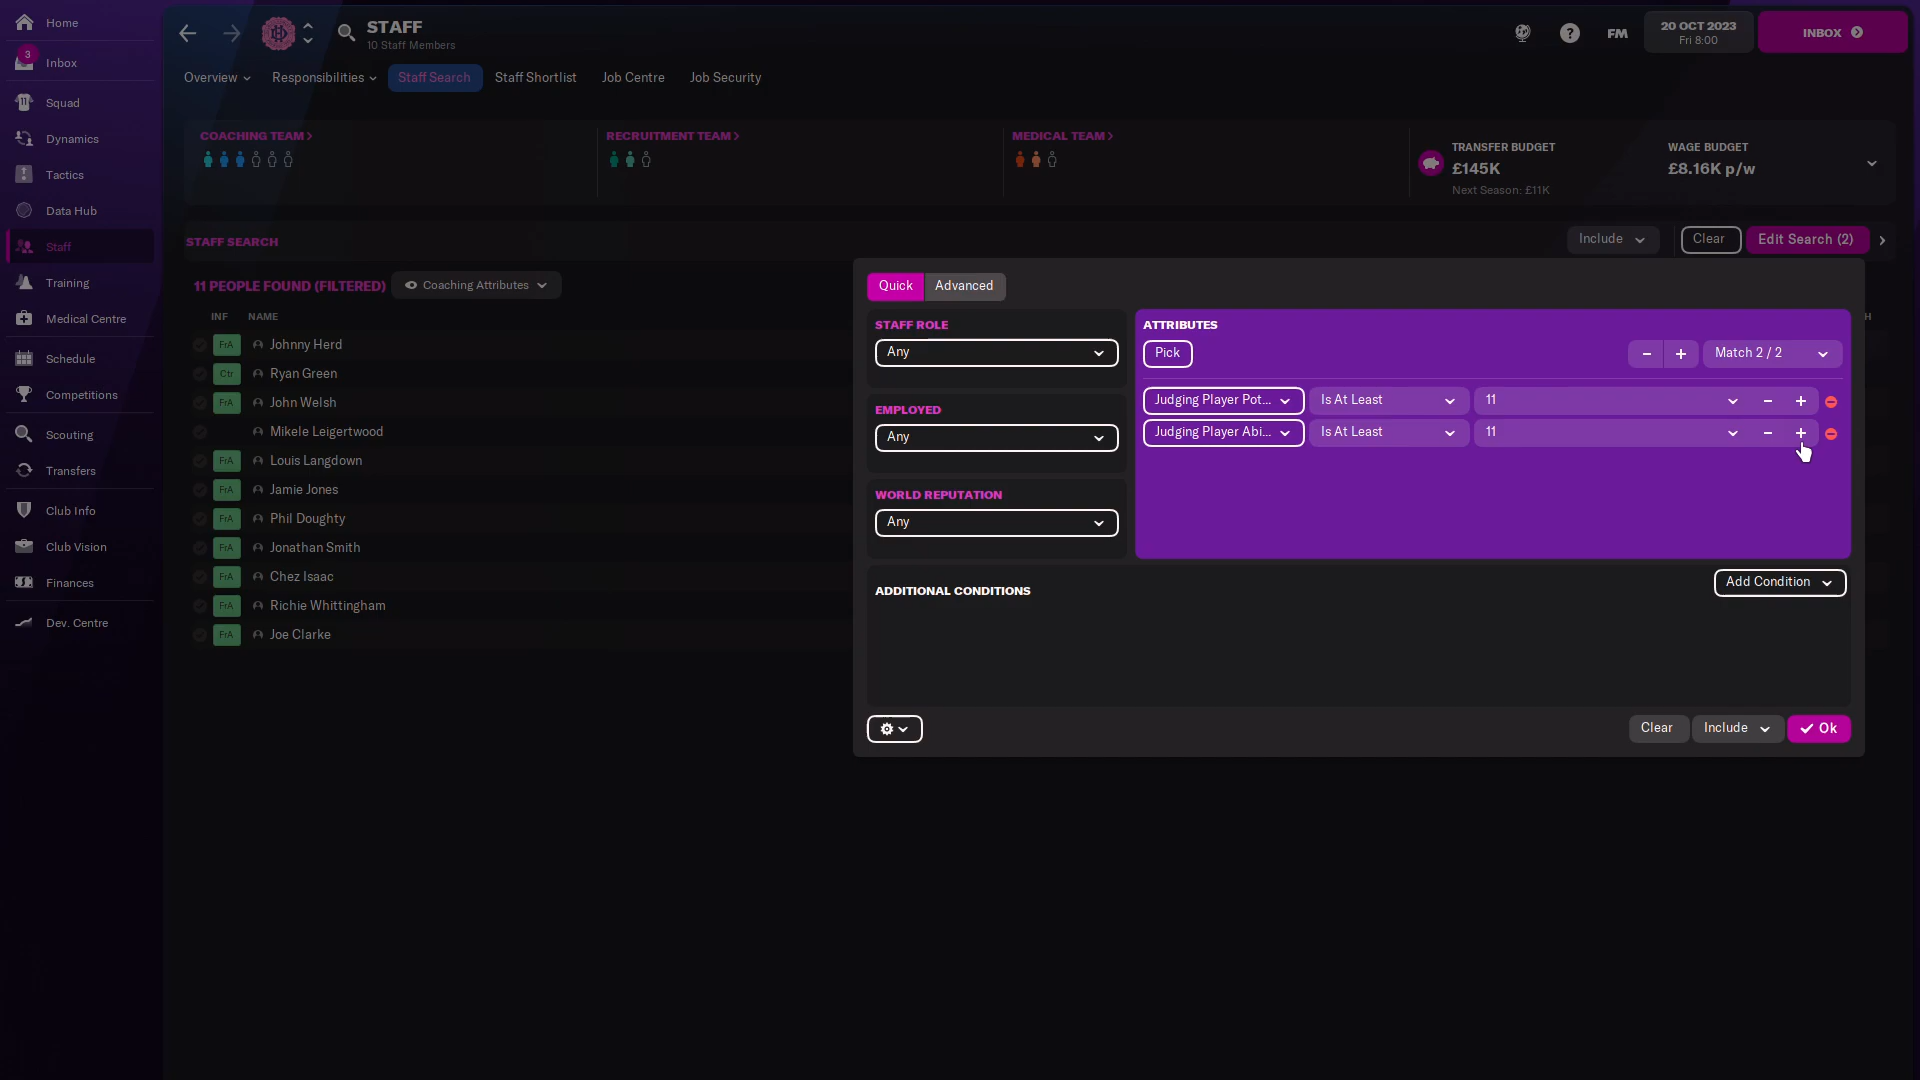 Home
3
Inbox
Squad
Dynamics
Tactics
Data Hub
Staff
Training
Medical Centre
Schedule
Competitions
Scouting
Transfers
Club Info
Club Vision
Finances
Dev. Centre
STAFF
10 Staff Members
FM
20 OCT 2023
Fri 8:00
INBOX
Overview
Responsibilities
Staff Search
Staff Shortlist
Job Centre
Job Security
COACHING TEAM >
RECRUITMENT TEAM >
MEDICAL TEAM >
TRANSFER BUDGET
£145K
Next Season: £11K
WAGE BUDGET
£8.16K p/w
STAFF SEARCH
Include
Clear
Edit Search (2)
11 PEOPLE FOUND (FILTERED)
Coaching Attributes
INF NAME
FrA Johnny Herd
Ctr Ryan Green
FrA John Welsh
Mikele Leigertwood
FrA Louis Langdown
FrA Jamie Jones
FrA Phil Doughty
FrA Jonathan Smith
FrA Chez Isaac
FrA Richie Whittingham
FrA Joe Clarke
Quick
Advanced
STAFF ROLE
Any
EMPLOYED
Any
WORLD REPUTATION
Any
ATTRIBUTES
Pick
- + Match 2 / 2
Judging Player Pot... Is At Least 11 - +
Judging Player Abi... Is At Least 11 - +
ADDITIONAL CONDITIONS
Add Condition
Clear
Include
Ok